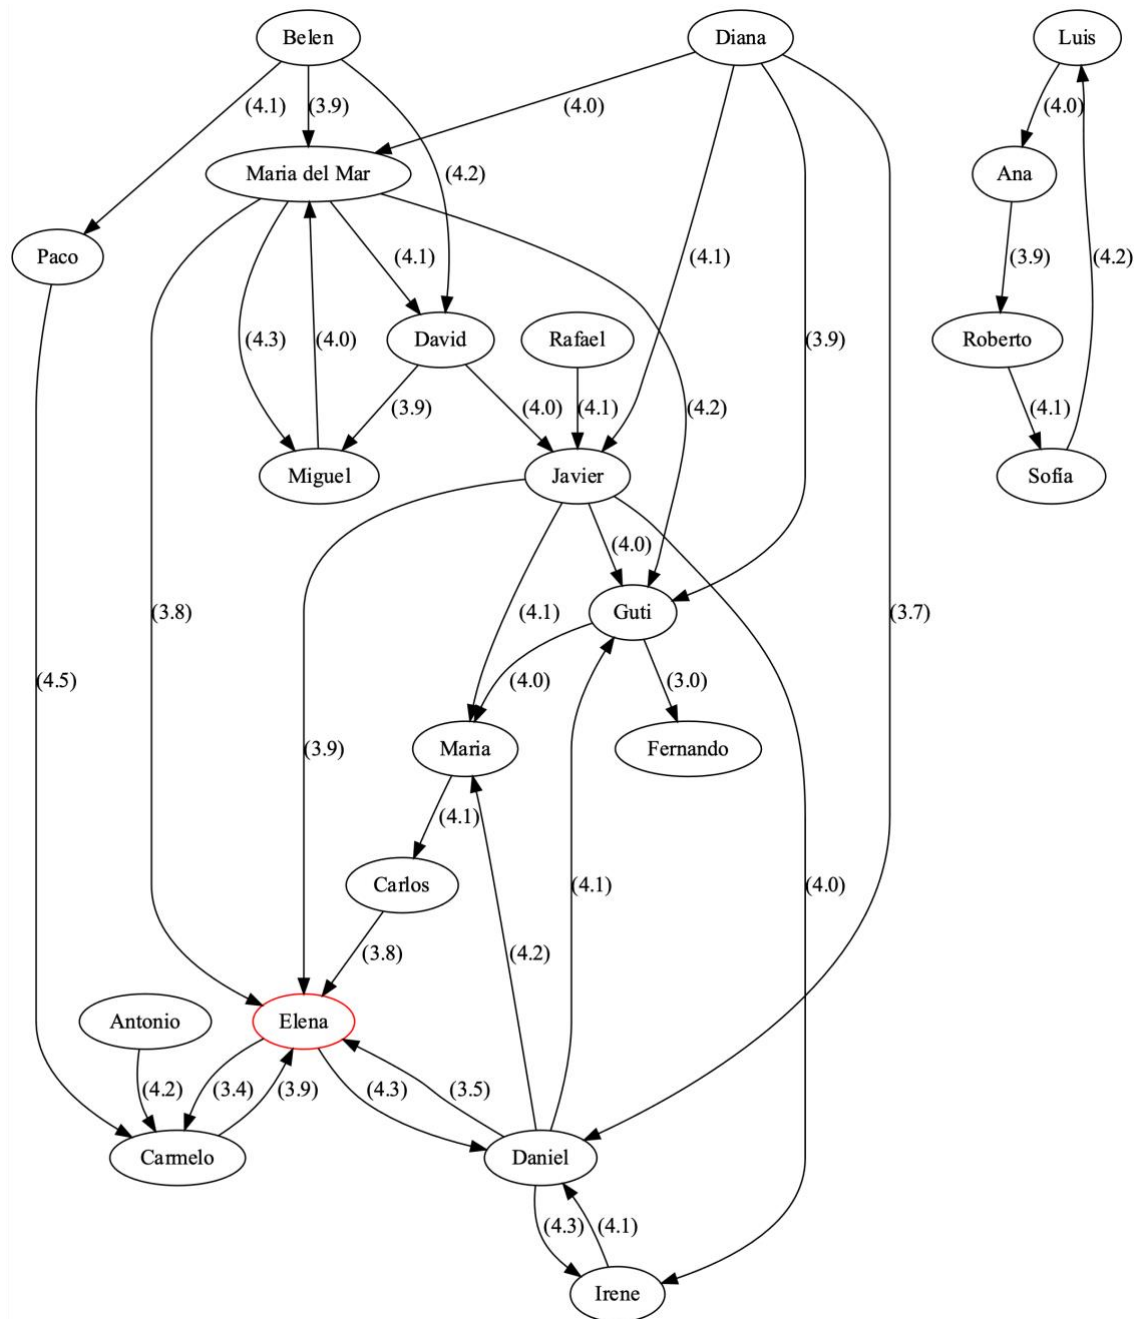 Belen
Diana
Luis
(4.1)
(3.9)
(4.0)
(4.0)
Maria del Mar
(4.2)
Ana
Paco
(4.1)
(4.1)
(3.9)
(4.2)
(4.3)
(4.0)
David
Rafael
(3.9)
Roberto
(3.9)
(4.0)
(4.1)
(4.2)
(4.1)
Miguel
Javier
Sofía
(4.0)
(3.8)
(4.1)
Guti
(3.7)
(4.5)
(4.0)
(3.0)
(3.9)
Maria
Fernando
(4.1)
Carlos
(4.1)
(4.0)
(3.8)
(4.2)
Antonio
Elena
(4.2)
(3.4)
(3.9)
(4.3)
(3.5)
Carmelo
Daniel
(4.3)
(4.1)
Irene